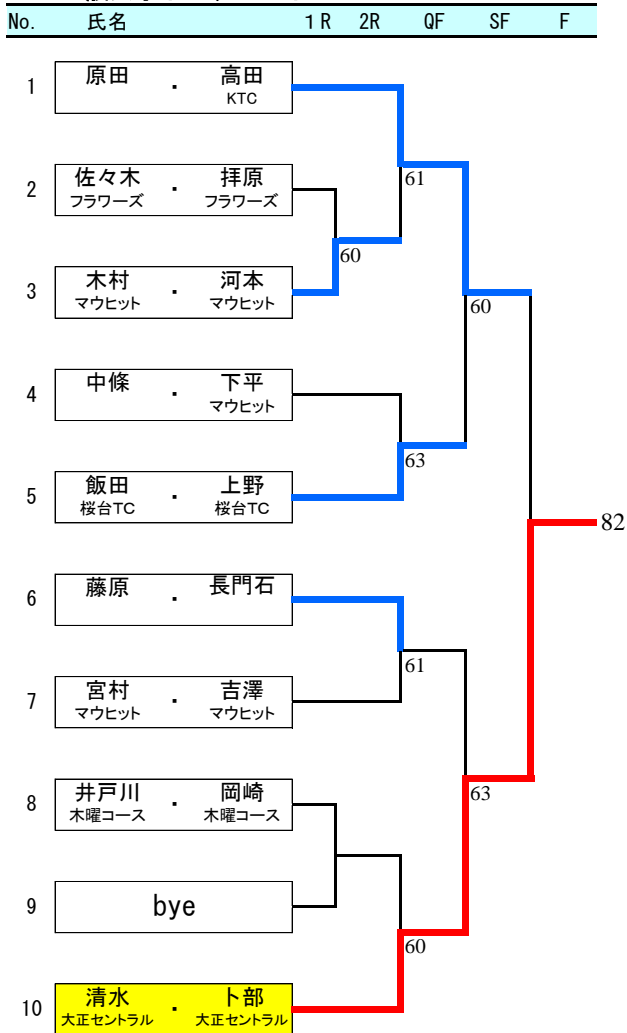 No. 氏名 1R 2R QF SF F
1 原田 ・ 高田
KTC
2 佐々木 ・ 拝原
フラワーズ フラワーズ
61
60
3 木村 ・ 河本
マウヒット マウヒット
60
4 中條 ・ 下平
マウヒット
63
5 飯田 ・ 上野
桜台TC 桜台TC
82
6 藤原 ・ 長門石
61
7 宮村 ・ 吉澤
マウヒット マウヒット
63
8 井戸川 ・ 岡崎
木曜コース 木曜コース
9 bye
60
10 清水 ・ 卜部
大正セントラル 大正セントラル